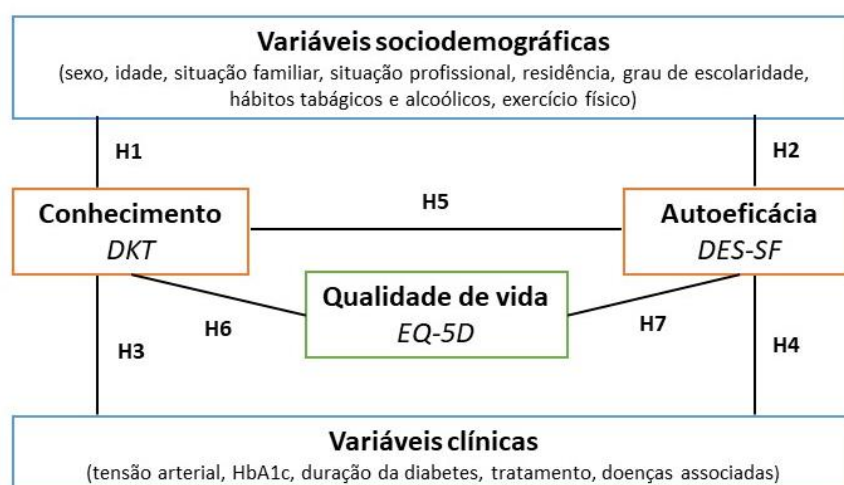 Variáveis sociodemográficas
(sexo, idade, situação familiar, situação profissional, residência, grau de escolaridade,
hábitos tabágicos e alcoólicos, exercício físico)
H1
H2
Conhecimento
DKT
H5
Autoeficácia
DES-SF
Qualidade de vida
EQ-5D
H6
H7
H3
H4
Variáveis clínicas
(tensão arterial, HbA1c, duração da diabetes, tratamento, doenças associadas)